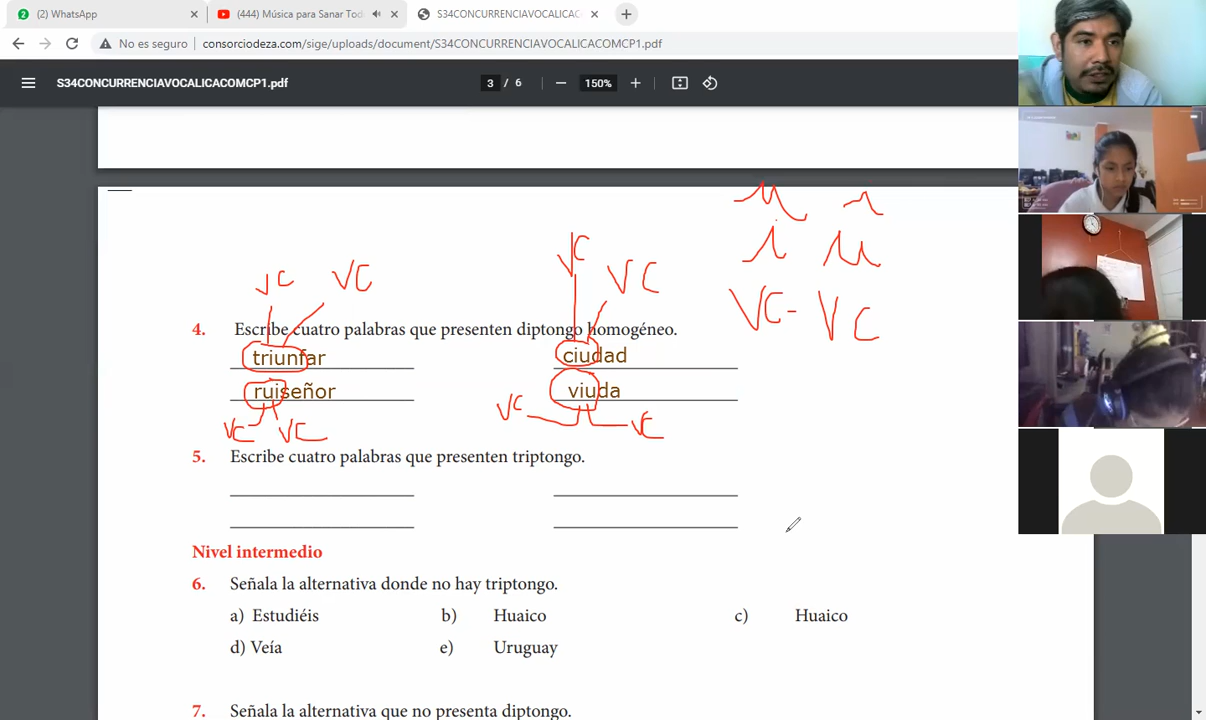 (2) WhatsApp
(444) Música para Sanar Tod
S34CONCURRENCIAVOCALICAC
No es seguro
consorciodeza.com/sige/uploads/document/S34CONCURRENCIAVOCALICACOMCP1.pdf
S34CONCURRENCIAVOCALICACOMCP1.pdf
3 / 6
150%
u i
i u
VC - VC
VC VC
VC VC
4. Escribe cuatro palabras que presenten diptongo homogéneo.
triunfar ciudad
ruiseñor viuda
VC VC
VC VC
5. Escribe cuatro palabras que presenten triptongo.
Nivel intermedio
6. Señala la alternativa donde no hay triptongo.
a) Estudiéis b) Huaico c) Huaico
d) Veía e) Uruguay
7. Señala la alternativa que no presenta diptongo.